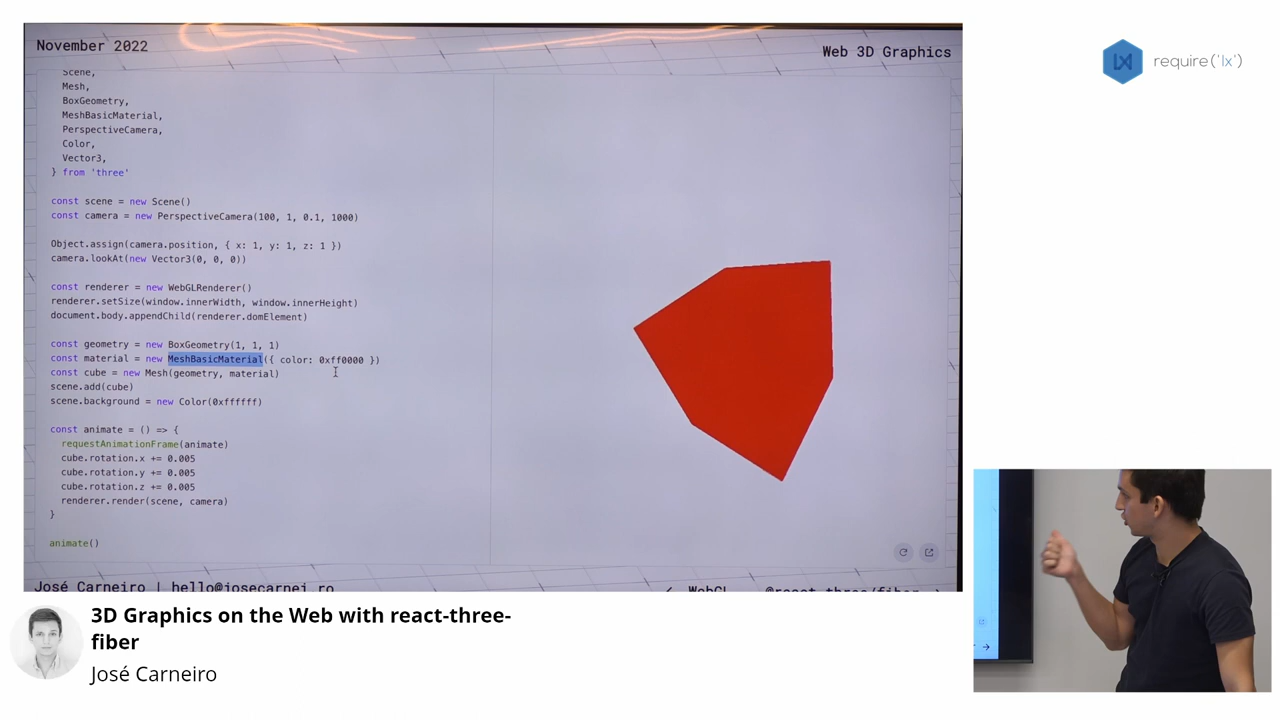 November 2022
Web 3D Graphics
require('lx')
Scene,
Mesh,
BoxGeometry,
MeshBasicMaterial,
PerspectiveCamera,
Color,
Vector3,
} from 'three'
const scene = new Scene()
const camera = new PerspectiveCamera(100, 1, 0.1, 1000)
Object.assign(camera.position, { x: 1, y: 1, z: 1 })
camera.lookAt(new Vector3(0, 0, 0))
const renderer = new WebGLRenderer()
renderer.setSize(window.innerWidth, window.innerHeight)
document.body.appendChild(renderer.domElement)
const geometry = new BoxGeometry(1, 1, 1)
const material = new MeshBasicMaterial({ color: 0xff0000 })
const cube = new Mesh(geometry, material)
scene.add(cube)
scene.background = new Color(0xffffff)
const animate = () => {
requestAnimationFrame(animate)
cube.rotation.x += 0.005
cube.rotation.y += 0.005
cube.rotation.z += 0.005
renderer.render(scene, camera)
}
animate()
José Carneiro | hello@josecarnei.ro
WebGL @react-three/fiber
3D Graphics on the Web with react-three-
fiber
José Carneiro